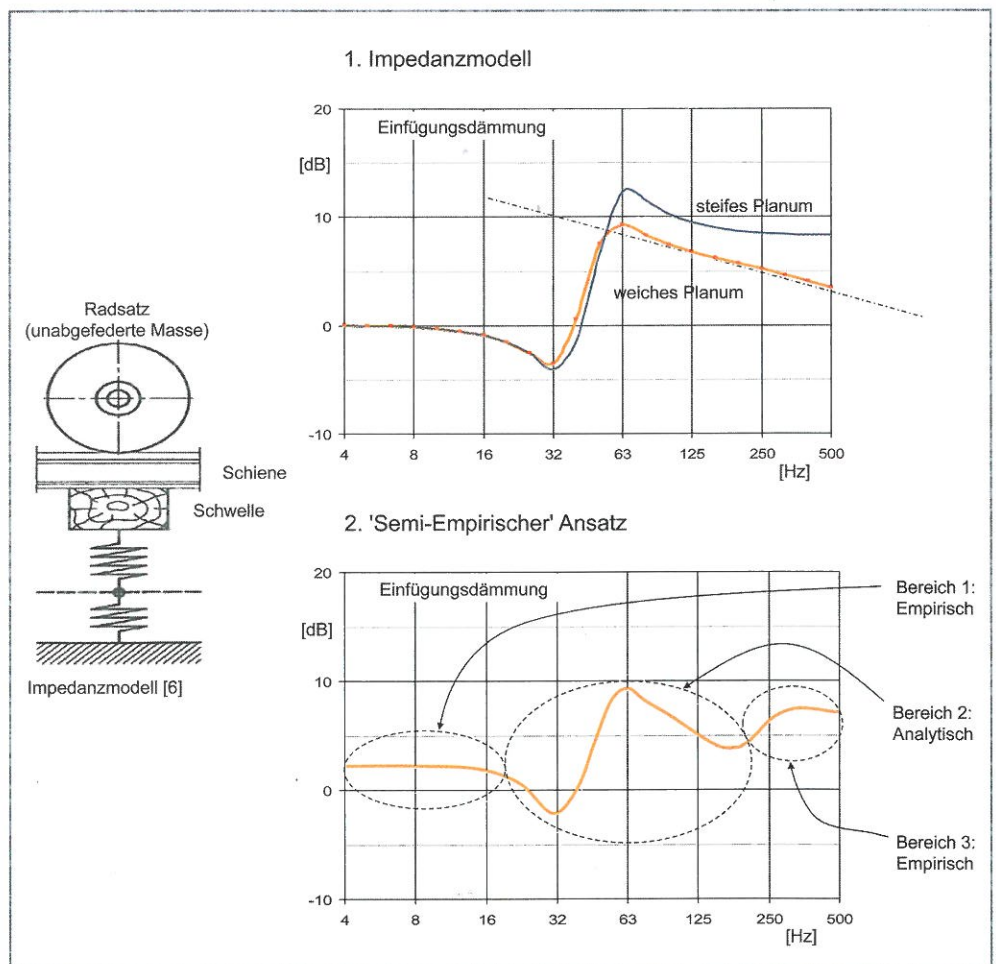 1. Impedanzmodell
20
Einfügungsdämmung
[dB]
10
steifes Planum
weiches Planum
0
-10
4 8 16 32 63 125 250 500
[Hz]
Radsatz
(unabgefederte Masse)
Schiene
Schwelle
Impedanzmodell [6]
2. 'Semi-Empirischer' Ansatz
20
Einfügungsdämmung
[dB]
10
0
-10
4 8 16 32 63 125 250 500
[Hz]
Bereich 1:
Empirisch
Bereich 2:
Analytisch
Bereich 3:
Empirisch